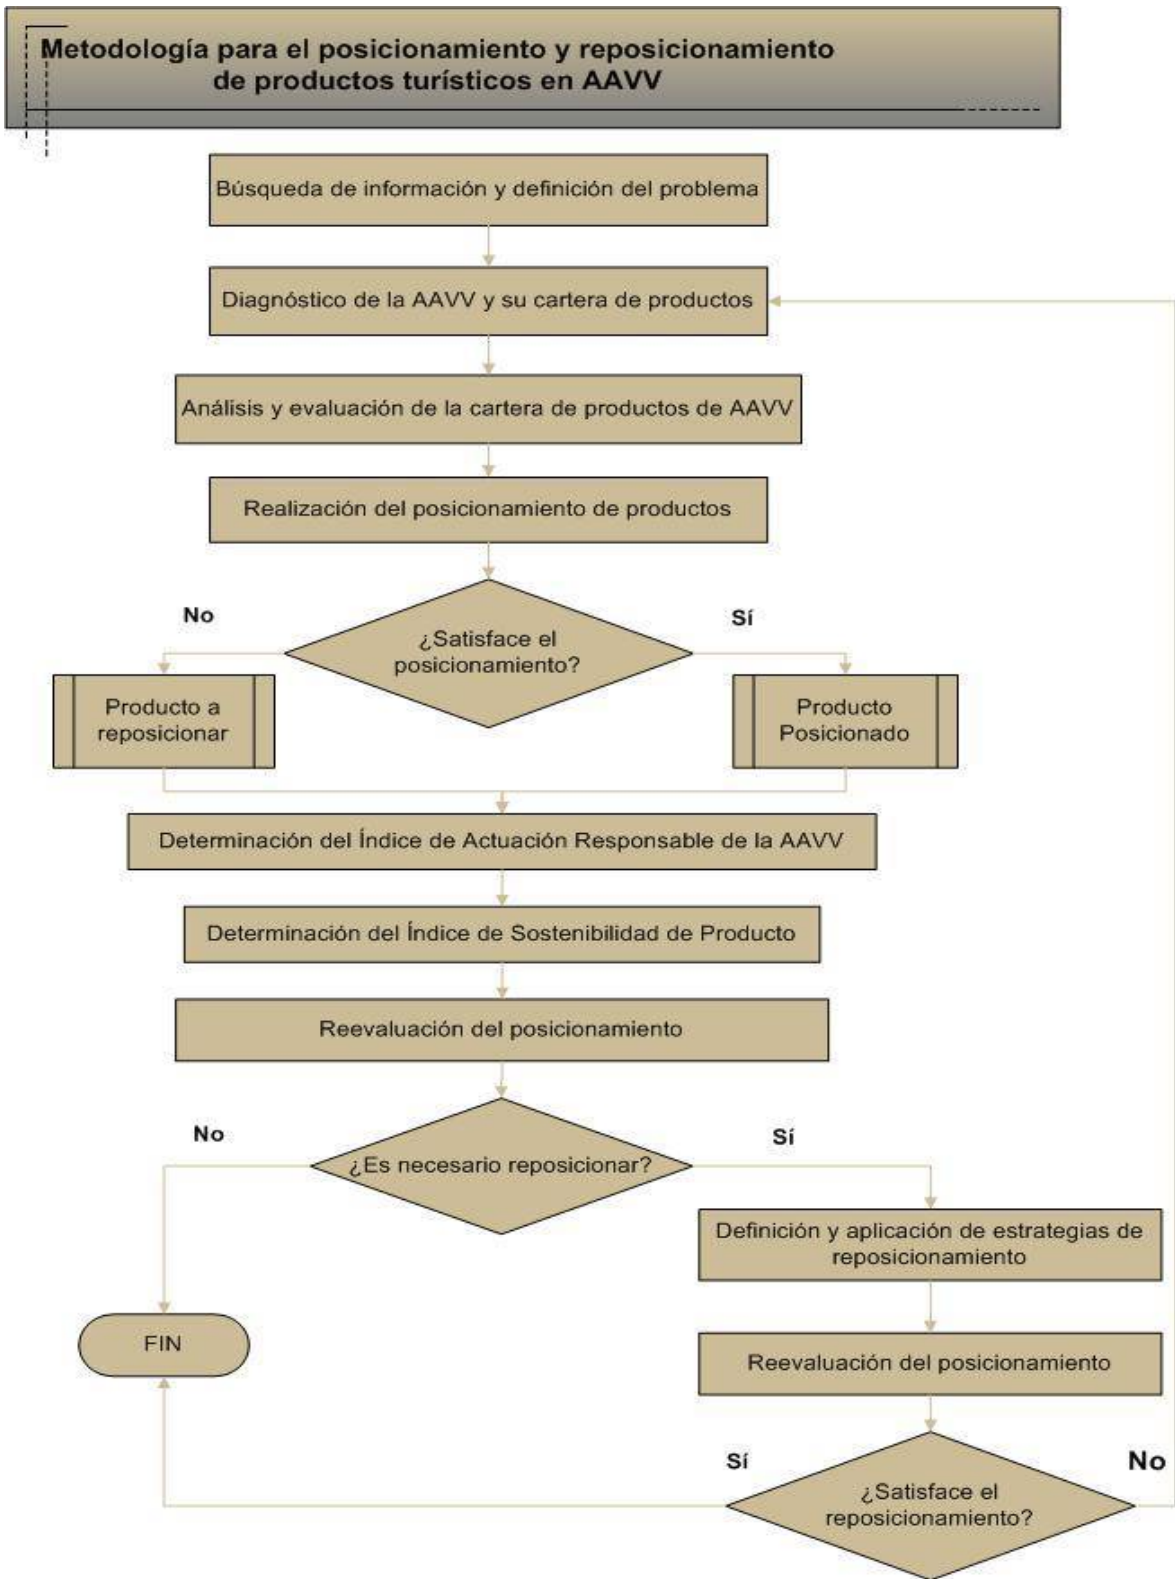 Metodología para el posicionamiento y reposicionamiento
de productos turísticos en AAVV
Búsqueda de información y definición del problema
Diagnóstico de la AAVV y su cartera de productos
Análisis y evaluación de la cartera de productos de AAVV
Realización del posicionamiento de productos
No
Sí
¿Satisface el
posicionamiento?
Producto a
reposicionar
Producto
Posicionado
Determinación del Índice de Actuación Responsable de la AAVV
Determinación del Índice de Sostenibilidad de Producto
Reevaluación del posicionamiento
No
Sí
¿Es necesario reposicionar?
Definición y aplicación de estrategias de
reposicionamiento
FIN
Reevaluación del posicionamiento
Sí
No
¿Satisface el
reposicionamiento?